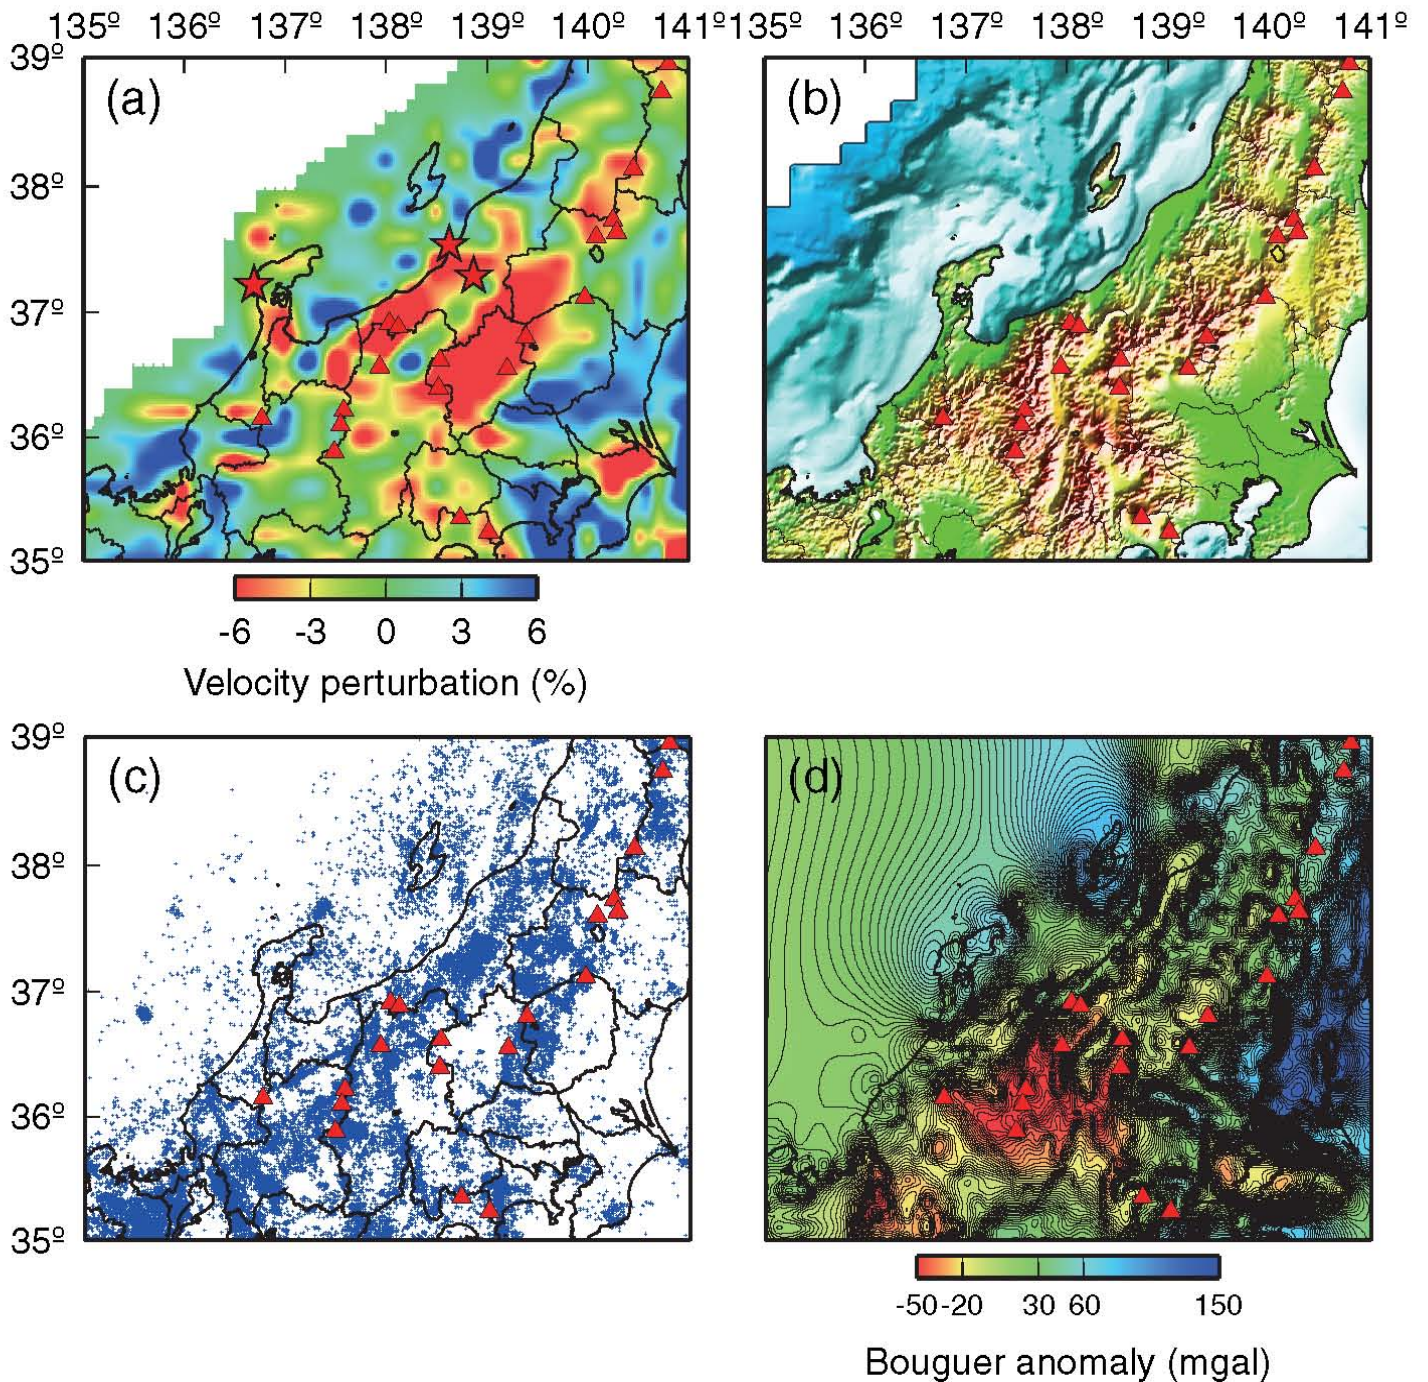 135º 136º 137º 138º 139º 140º 141º 135º 136º 137º 138º 139º 140º 141º
39º
(a)
(b)
38º
37º
36º
35º
-6 -3 0 3 6
Velocity perturbation (%)
39º
(c)
(d)
38º
37º
36º
35º
-50 -20 30 60 150
Bouguer anomaly (mgal)